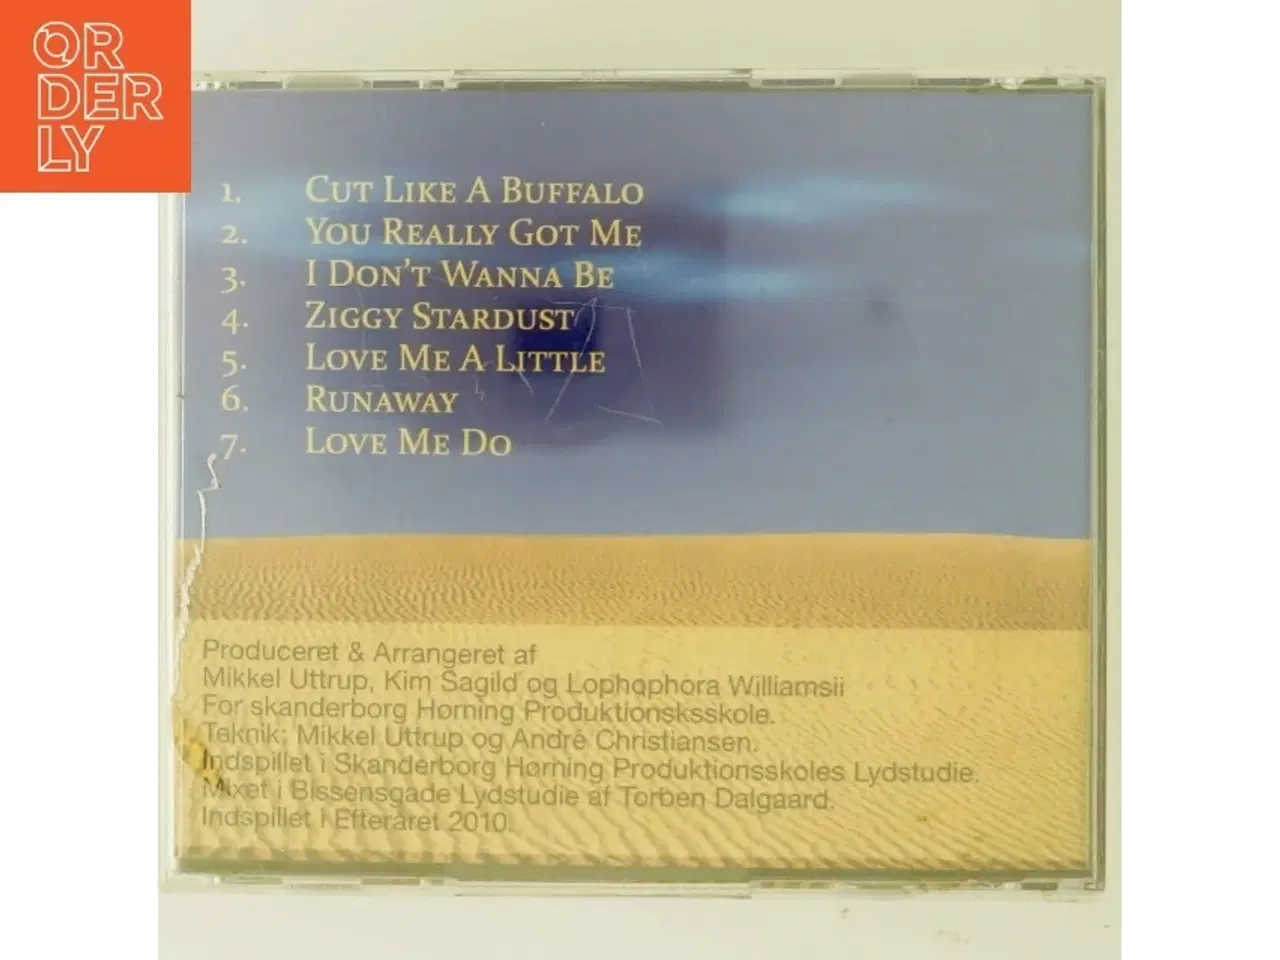 ORDERLY
1. Cut Like A Buffalo
2. You Really Got Me
3. I Don't Wanna Be
4. Ziggy Stardust
5. Love Me A Little
6. Runaway
7. Love Me Do
Produceret & Arrangeret af
Mikkel Uttrup, Kim Sagild og Lophophora Williamsii
For skanderborg Hørning Produktionsksskole.
Teknik: Mikkel Uttrup og André Christiansen.
Indspillet i Skanderborg Hørning Produktionsskoles Lydstudie.
Mixet i Bissensgade Lydstudie af Torben Dalgaard.
Indspillet i Efteråret 2010.